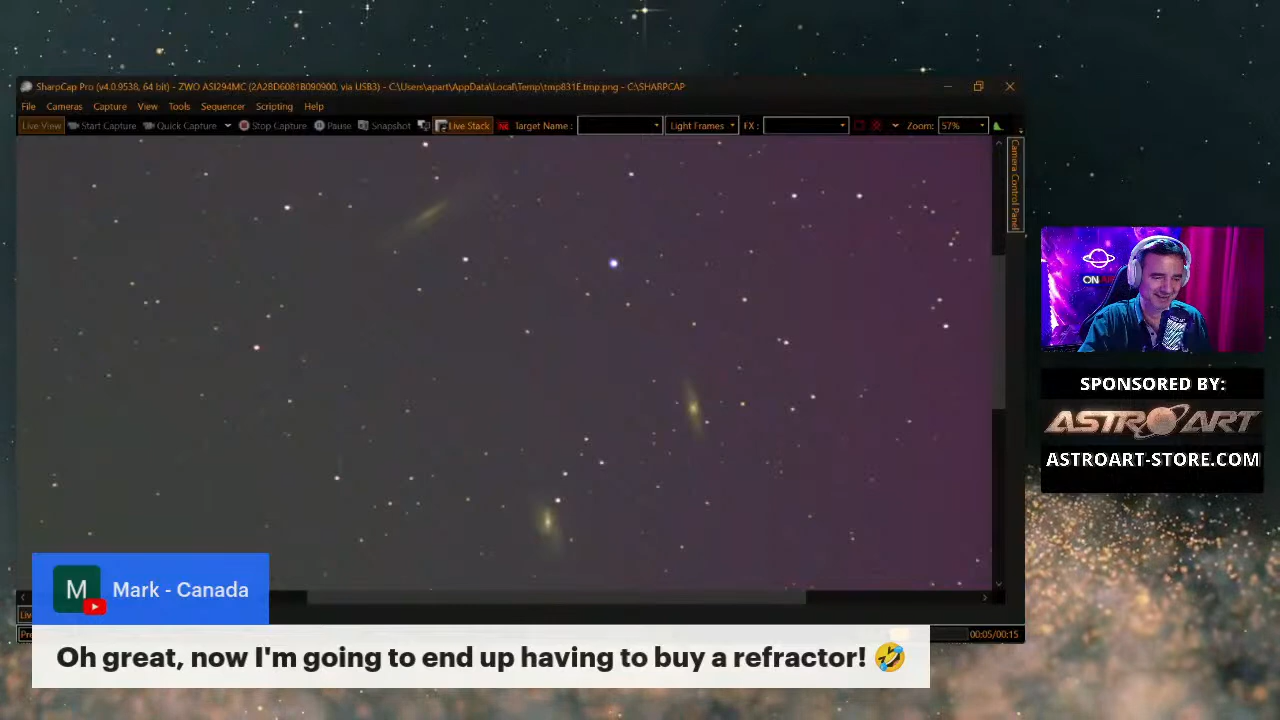 SharpCap Pro (v4.0.9538, 64 bit) - ZWO ASI294MC (2A28D6081B090900, via USB3) - C:\Users\apart\AppData\Local\Temp\tmp831E.tmp.png - C:\SHARPCAP
File Cameras Capture View Tools Sequencer Scripting Help
Live View Start Capture Quick Capture Stop Capture Pause Snapshot Live Stack Target Name : Light Frames FX : Zoom: 57%
Camera Control Panel
ON
SPONSORED BY:
ASTRO ART
ASTROART-STORE.COM
M Mark - Canada
00:05/00:15
Oh great, now I'm going to end up having to buy a refractor! 🤣